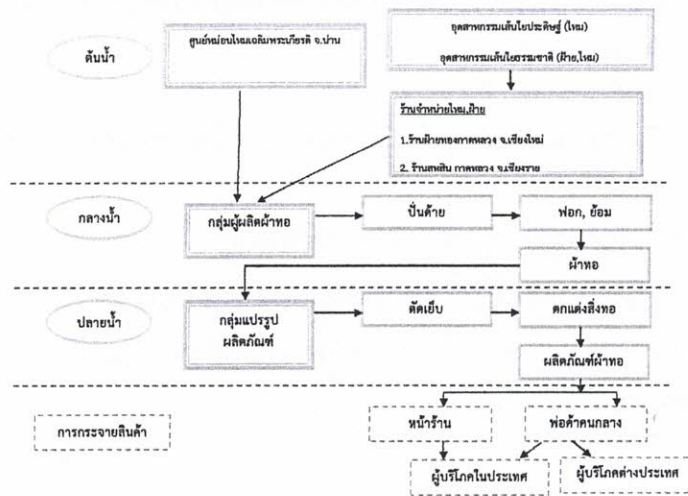 ต้นน้ำ
ศูนย์หม่อนไหมเฉลิมพระเกียรติ จ.น่าน
อุตสาหกรรมเส้นใยประดิษฐ์ (ไหม)
อุตสาหกรรมเส้นใยธรรมชาติ (ฝ้าย,ไหม)
ร้านจำหน่ายไหม,ฝ้าย
1.ร้านฝ้ายทองกาดหลวง จ.เชียงใหม่
2. ร้านสหสิน กาดหลวง จ.เชียงราย
กลางน้ำ
กลุ่มผู้ผลิตผ้าทอ
ปั่นด้าย
ฟอก, ย้อม
ผ้าทอ
ปลายน้ำ
กลุ่มแปรรูป
ผลิตภัณฑ์
ตัดเย็บ
ตกแต่งสิ่งทอ
ผลิตภัณฑ์ผ้าทอ
การกระจายสินค้า
หน้าร้าน
พ่อค้าคนกลาง
ผู้บริโภคในประเทศ
ผู้บริโภคต่างประเทศ